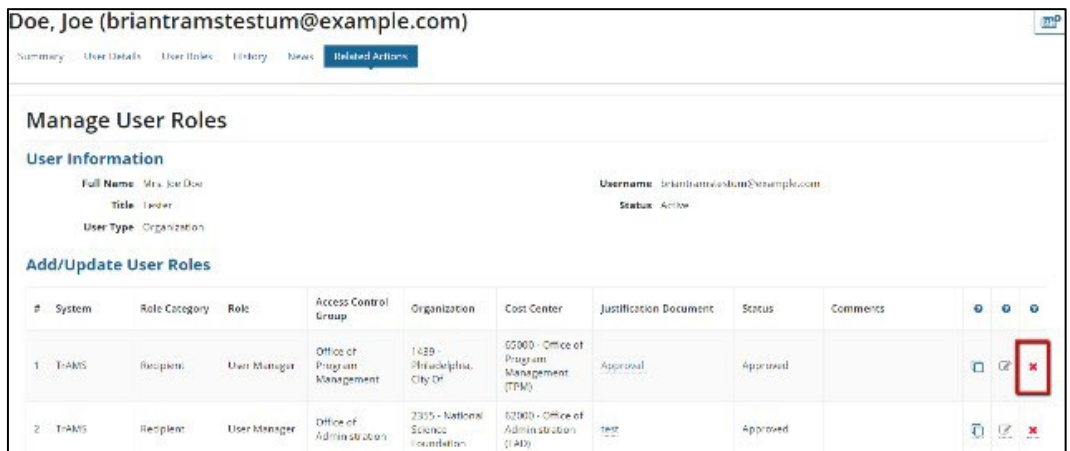 Doe, Joe (briantramstestum@example.com)
Summary User Details User Roles History News Related Actions
Manage User Roles
User Information
Full Name Mrs. Joe Doe
Username briantramstestum@example.com
Title Tester
Status Active
User Type Organization
Add/Update User Roles
# System Role Category Role Access Control Group Organization Cost Center Justification Document Status Comments
1 TrAMS Recipient User Manager Office of Program Management 1439 - Philadelphia, City Of 65000 - Office of Program Management (TPM) Approval Approved
2 TrAMS Recipient User Manager Office of Administration 2355 - National Science Foundation 62000 - Office of Administration (TAD) test Approved